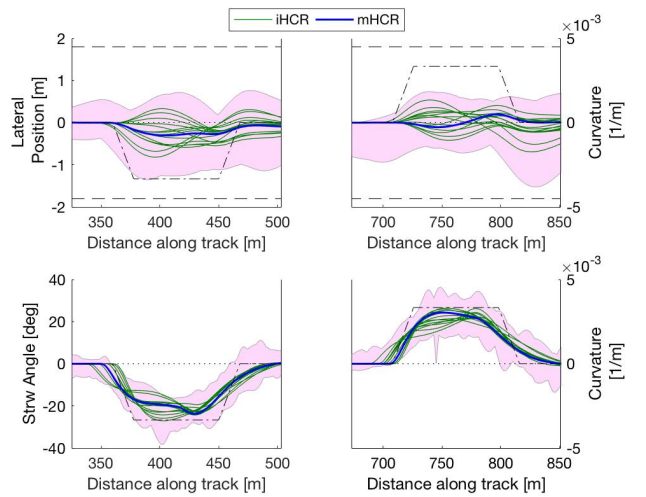 iHCR mHCR
×10⁻³
2 5
1
Lateral
Position [m]
0 0
Curvature
[1/m]
-1
-2 -5
350 400 450 500 700 750 800 850
Distance along track [m] Distance along track [m]
×10⁻³
40 5
20
Strw Angle [deg]
0 0
Curvature
[1/m]
-20
-40 -5
350 400 450 500 700 750 800 850
Distance along track [m] Distance along track [m]